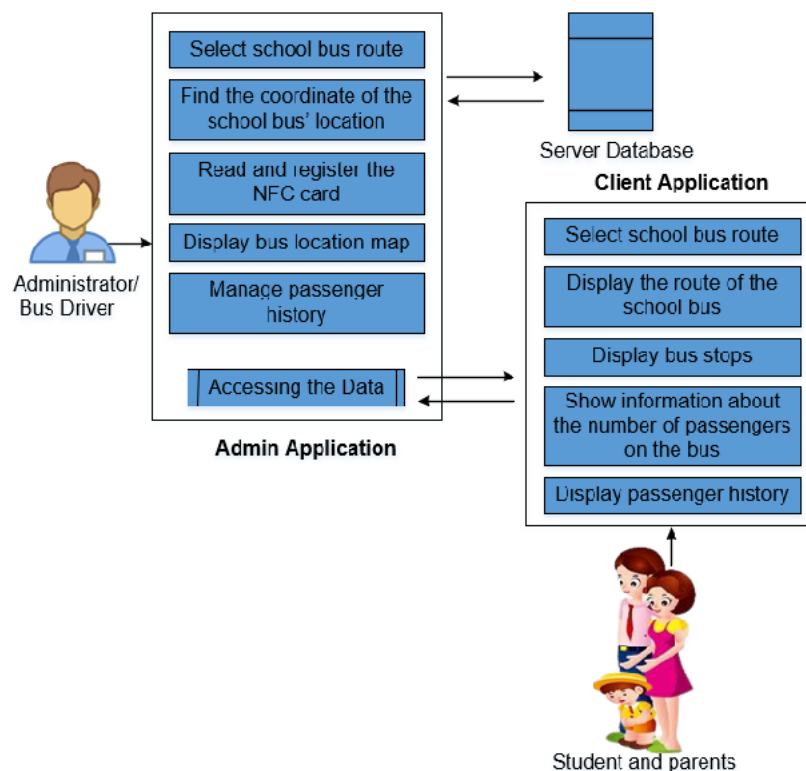 Select school bus route
Find the coordinate of the
school bus’ location
Read and register the
NFC card
Display bus location map
Manage passenger
history
Accessing the Data
Admin Application
Administrator/
Bus Driver
Server Database
Client Application
Select school bus route
Display the route of the
school bus
Display bus stops
Show information about
the number of passengers
on the bus
Display passenger history
Student and parents